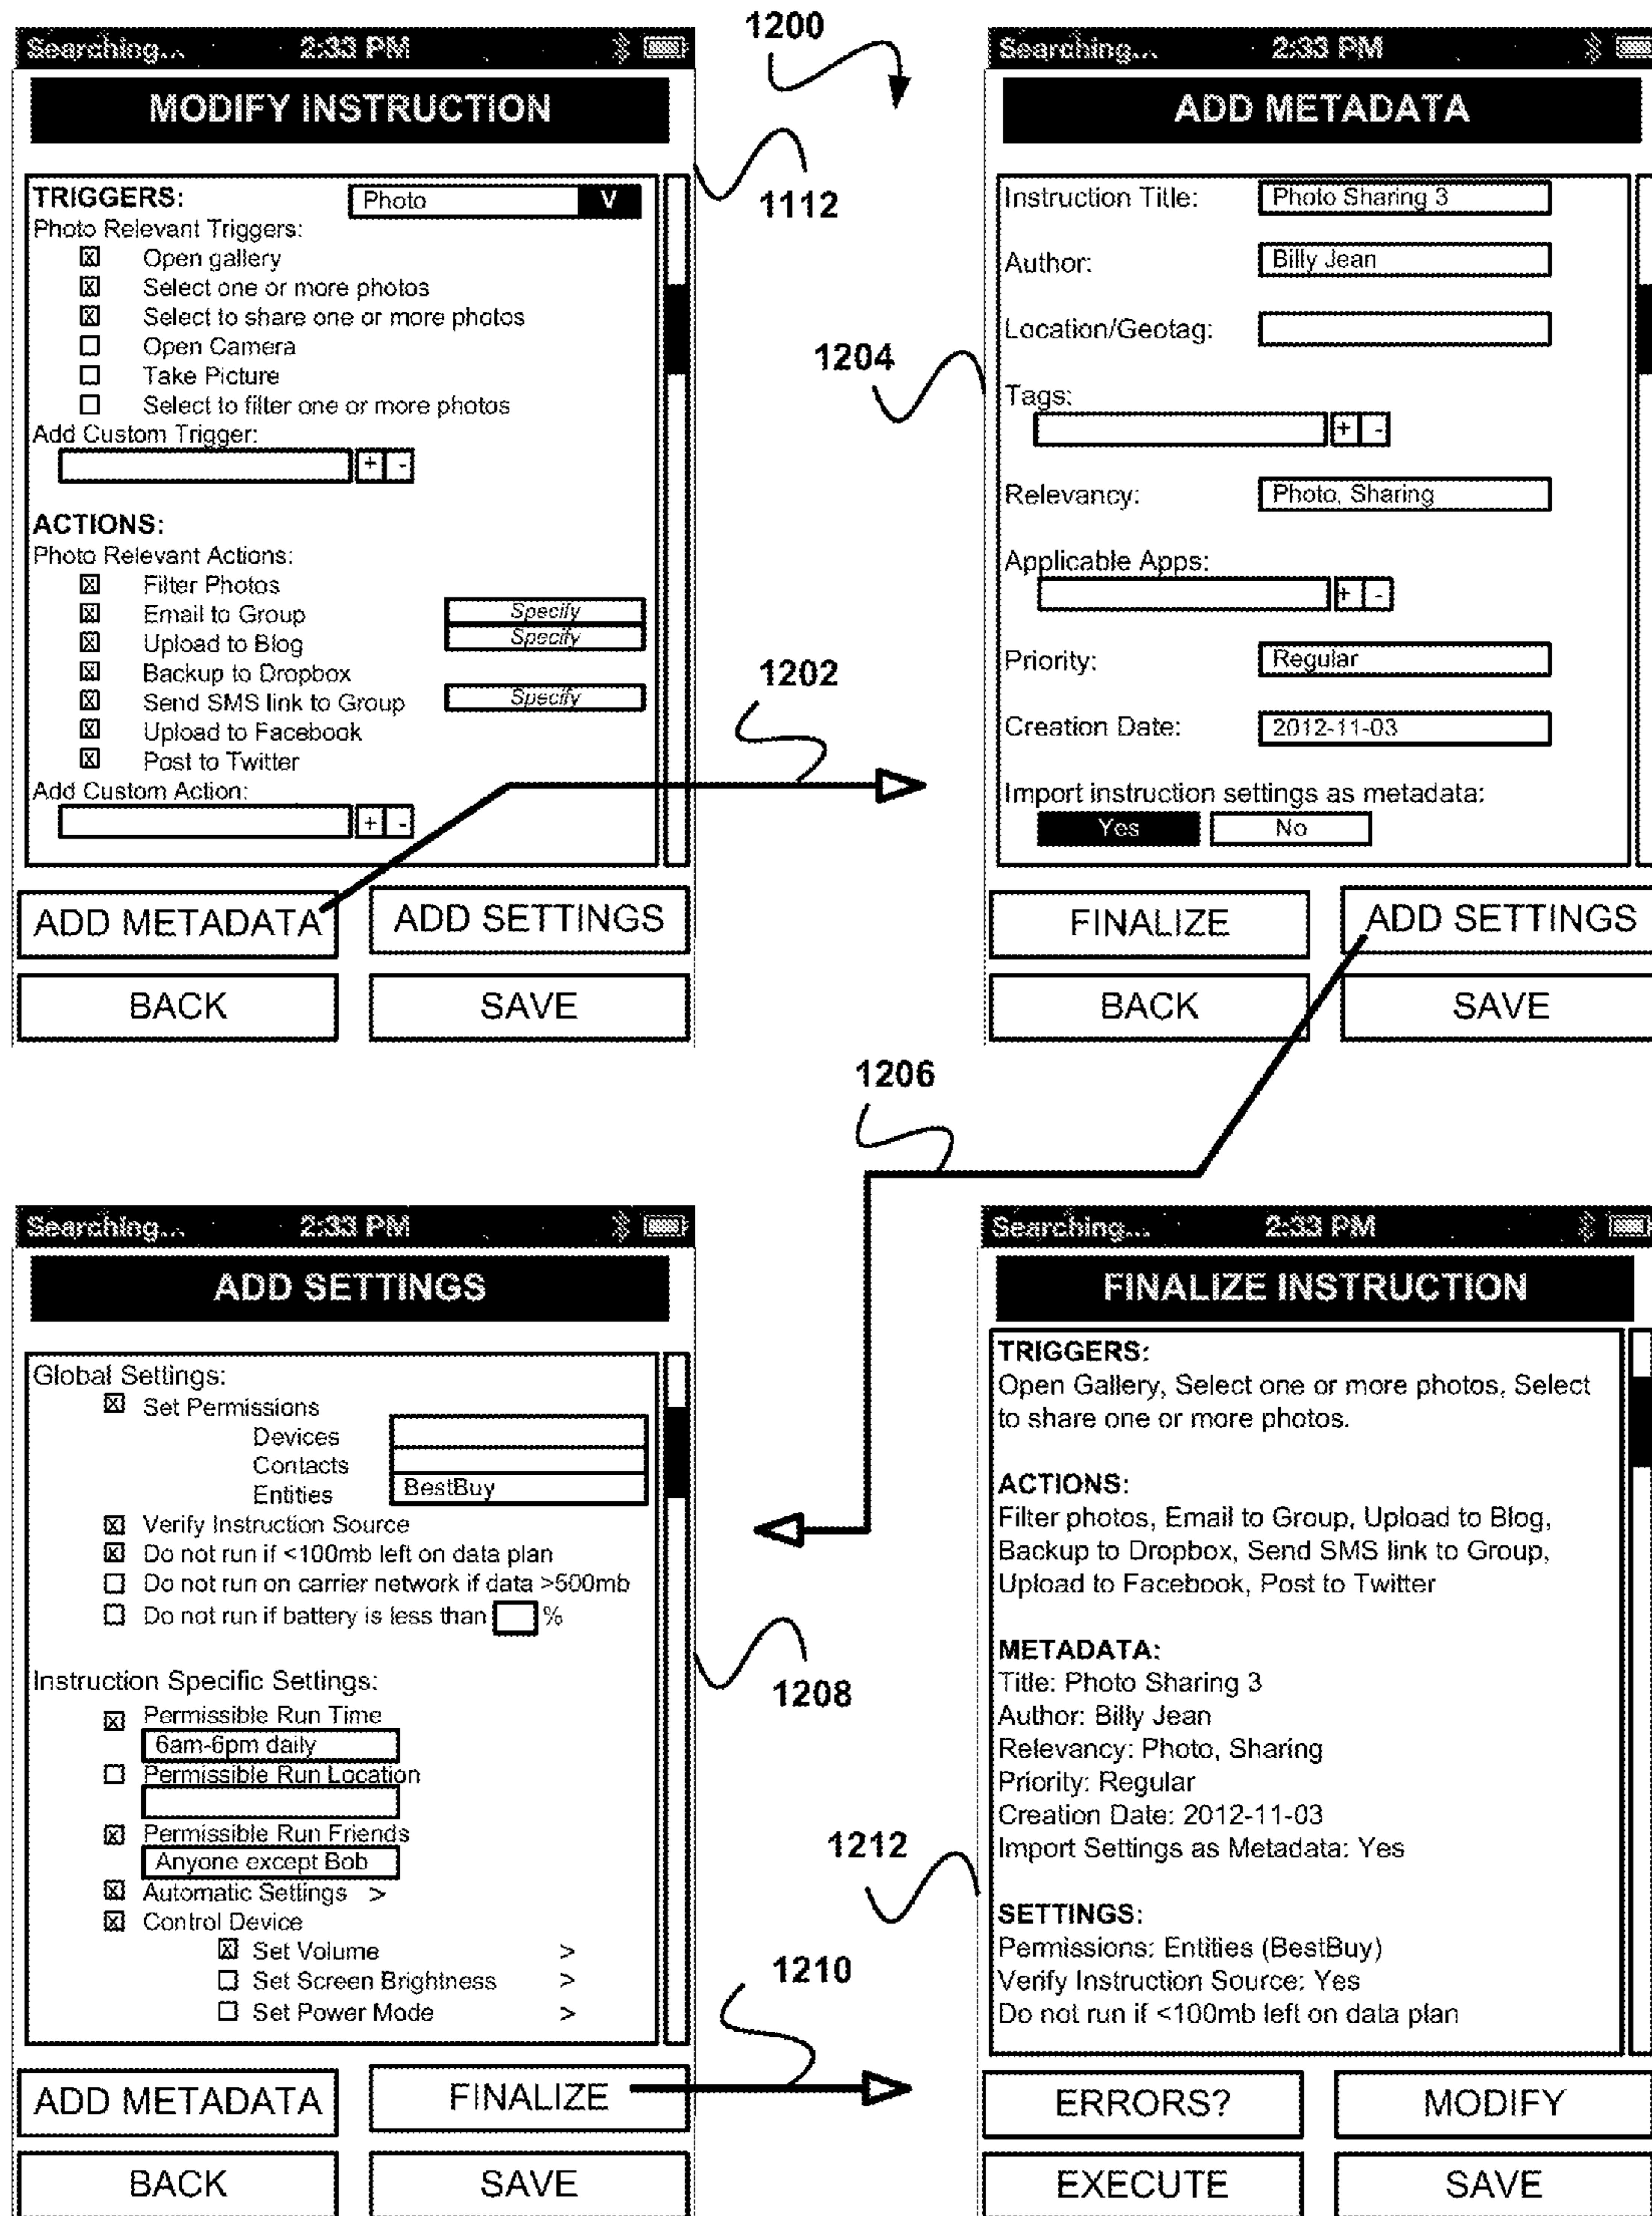 1200
Searching... 2:33 PM
MODIFY INSTRUCTION
1112
TRIGGERS: Photo V
Photo Relevant Triggers:
X Open gallery
X Select one or more photos
X Select to share one or more photos
Open Camera
Take Picture
Select to filter one or more photos
Add Custom Trigger:
+ -
ACTIONS:
Photo Relevant Actions:
X Filter Photos
X Email to Group Specify
X Upload to Blog Specify
X Backup to Dropbox
X Send SMS link to Group Specify
X Upload to Facebook
X Post to Twitter
Add Custom Action:
+ -
ADD METADATA ADD SETTINGS
BACK SAVE
1202
Searching... 2:33 PM
ADD METADATA
1204
Instruction Title: Photo Sharing 3
Author: Billy Jean
Location/Geotag:
Tags:
+ -
Relevancy: Photo, Sharing
Applicable Apps:
+ -
Priority: Regular
Creation Date: 2012-11-03
Import instruction settings as metadata:
Yes No
FINALIZE ADD SETTINGS
BACK SAVE
1206
Searching... 2:33 PM
ADD SETTINGS
Global Settings:
X Set Permissions
Devices
Contacts
Entities BestBuy
X Verify Instruction Source
X Do not run if <100mb left on data plan
Do not run on carrier network if data >500mb
Do not run if battery is less than %
1208
Instruction Specific Settings:
X Permissible Run Time
6am-6pm daily
Permissible Run Location
X Permissible Run Friends
Anyone except Bob
X Automatic Settings >
X Control Device
X Set Volume >
Set Screen Brightness >
Set Power Mode >
ADD METADATA FINALIZE
BACK SAVE
1210
Searching... 2:33 PM
FINALIZE INSTRUCTION
1212
TRIGGERS:
Open Gallery, Select one or more photos, Select
to share one or more photos.
ACTIONS:
Filter photos, Email to Group, Upload to Blog,
Backup to Dropbox, Send SMS link to Group,
Upload to Facebook, Post to Twitter
METADATA:
Title: Photo Sharing 3
Author: Billy Jean
Relevancy: Photo, Sharing
Priority: Regular
Creation Date: 2012-11-03
Import Settings as Metadata: Yes
SETTINGS:
Permissions: Entities (BestBuy)
Verify Instruction Source: Yes
Do not run if <100mb left on data plan
ERRORS? MODIFY
EXECUTE SAVE